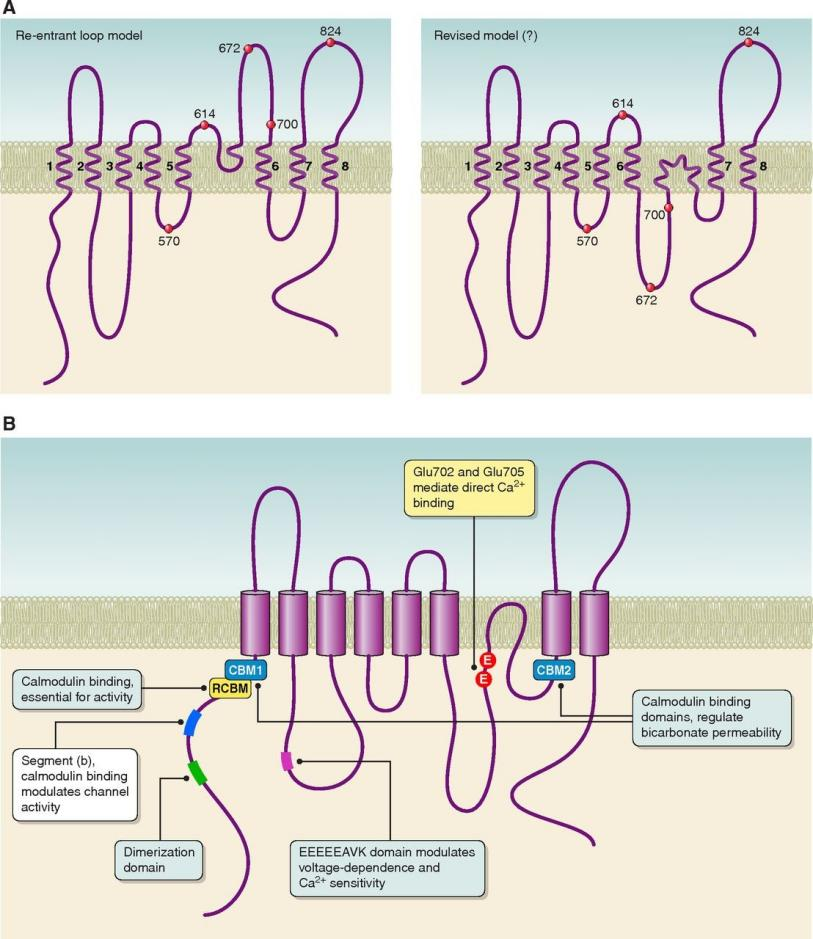 A
Re-entrant loop model
672
824
614
700
1
2
3
4
5
6
7
8
570
Revised model (?)
824
614
1
2
3
4
5
6
7
8
700
570
672
B
Glu702 and Glu705
mediate direct Ca2+
binding
E
E
CBM1
RCBM
CBM2
Calmodulin binding,
essential for activity
Calmodulin binding
domains, regulate
bicarbonate permeability
Segment (b),
calmodulin binding
modulates channel
activity
Dimerization
domain
EEEEEAVK domain modulates
voltage-dependence and
Ca2+ sensitivity